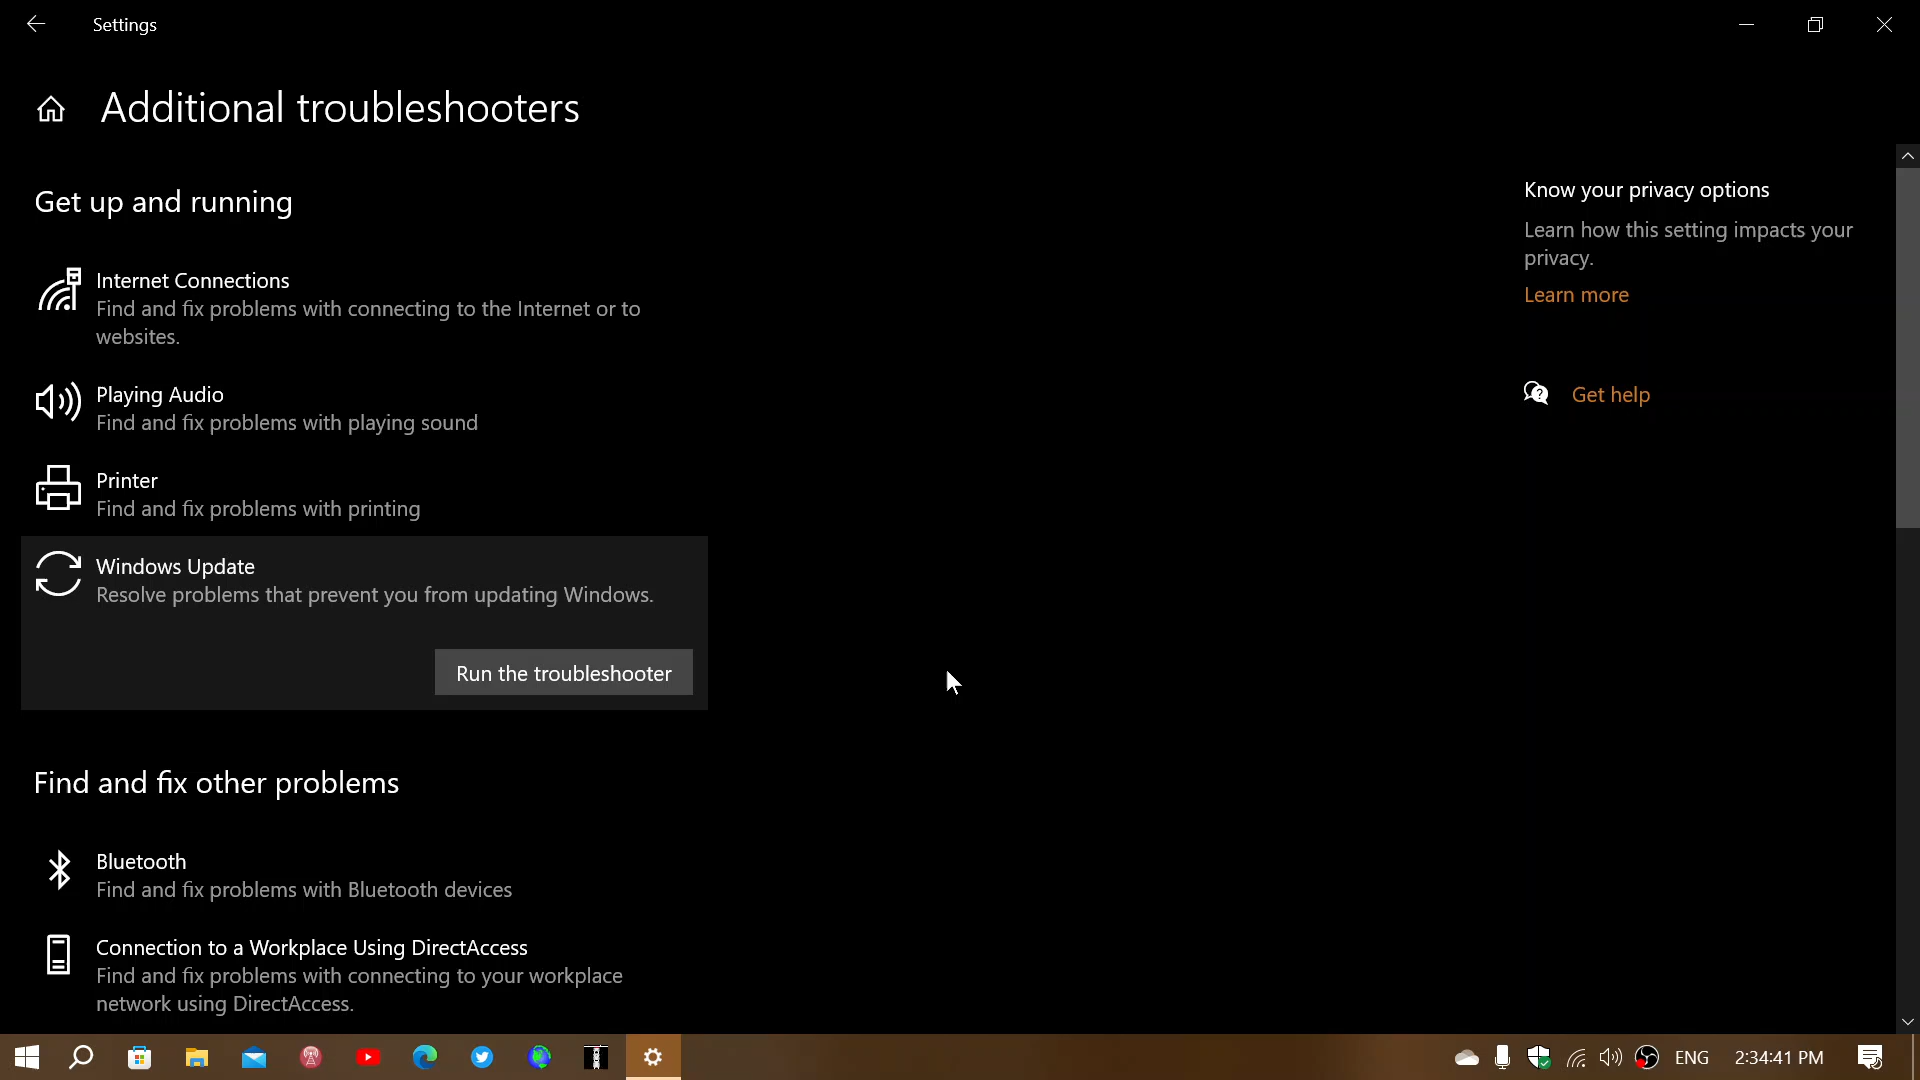 Settings
Additional troubleshooters
Get up and running
Internet Connections
Find and fix problems with connecting to the Internet or to
websites.
Playing Audio
Find and fix problems with playing sound
Printer
Find and fix problems with printing
Windows Update
Resolve problems that prevent you from updating Windows.
Run the troubleshooter
Find and fix other problems
Bluetooth
Find and fix problems with Bluetooth devices
Connection to a Workplace Using DirectAccess
Find and fix problems with connecting to your workplace
network using DirectAccess.
Know your privacy options
Learn how this setting impacts your
privacy.
Learn more
Get help
ENG
2:34:41 PM